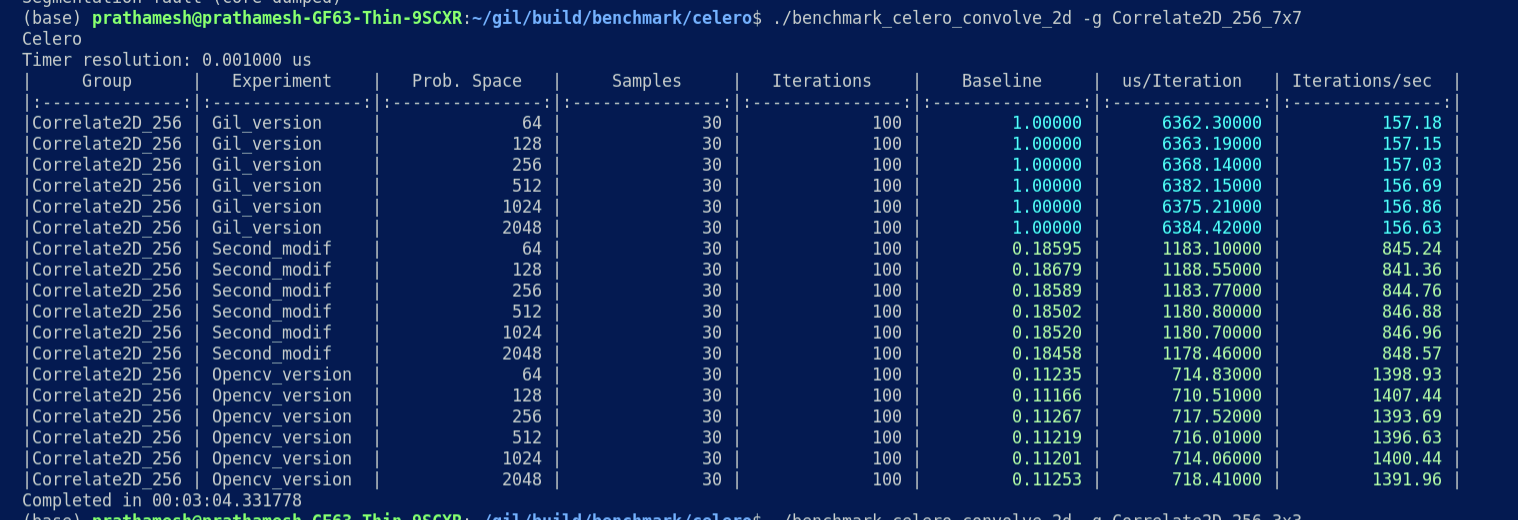 Segmentation fault (core dumped)
(base) prathamesh@prathamesh-GF63-Thin-9SCXR:~/gil/build/benchmark/celero$ ./benchmark_celero_convolve_2d -g Correlate2D_256_7x7
Celero
Timer resolution: 0.001000 us
|     Group      |   Experiment    |   Prob. Space   |     Samples     |   Iterations    |    Baseline     |  us/Iteration   | Iterations/sec  |
|:--------------:|:---------------:|:---------------:|:---------------:|:---------------:|:---------------:|:---------------:|:---------------:|
|Correlate2D_256 | Gil_version     |              64 |              30 |             100 |         1.00000 |      6362.30000 |          157.18 |
|Correlate2D_256 | Gil_version     |             128 |              30 |             100 |         1.00000 |      6363.19000 |          157.15 |
|Correlate2D_256 | Gil_version     |             256 |              30 |             100 |         1.00000 |      6368.14000 |          157.03 |
|Correlate2D_256 | Gil_version     |             512 |              30 |             100 |         1.00000 |      6382.15000 |          156.69 |
|Correlate2D_256 | Gil_version     |            1024 |              30 |             100 |         1.00000 |      6375.21000 |          156.86 |
|Correlate2D_256 | Gil_version     |            2048 |              30 |             100 |         1.00000 |      6384.42000 |          156.63 |
|Correlate2D_256 | Second_modif    |              64 |              30 |             100 |         0.18595 |      1183.10000 |          845.24 |
|Correlate2D_256 | Second_modif    |             128 |              30 |             100 |         0.18679 |      1188.55000 |          841.36 |
|Correlate2D_256 | Second_modif    |             256 |              30 |             100 |         0.18589 |      1183.77000 |          844.76 |
|Correlate2D_256 | Second_modif    |             512 |              30 |             100 |         0.18502 |      1180.80000 |          846.88 |
|Correlate2D_256 | Second_modif    |            1024 |              30 |             100 |         0.18520 |      1180.70000 |          846.96 |
|Correlate2D_256 | Second_modif    |            2048 |              30 |             100 |         0.18458 |      1178.46000 |          848.57 |
|Correlate2D_256 | Opencv_version  |              64 |              30 |             100 |         0.11235 |       714.83000 |         1398.93 |
|Correlate2D_256 | Opencv_version  |             128 |              30 |             100 |         0.11166 |       710.51000 |         1407.44 |
|Correlate2D_256 | Opencv_version  |             256 |              30 |             100 |         0.11267 |       717.52000 |         1393.69 |
|Correlate2D_256 | Opencv_version  |             512 |              30 |             100 |         0.11219 |       716.01000 |         1396.63 |
|Correlate2D_256 | Opencv_version  |            1024 |              30 |             100 |         0.11201 |       714.06000 |         1400.44 |
|Correlate2D_256 | Opencv_version  |            2048 |              30 |             100 |         0.11253 |       718.41000 |         1391.96 |
Completed in 00:03:04.331778
(base) prathamesh@prathamesh-GF63-Thin-9SCXR:~/gil/build/benchmark/celero$ ./benchmark_celero_convolve_2d -g Correlate2D_256_3x3